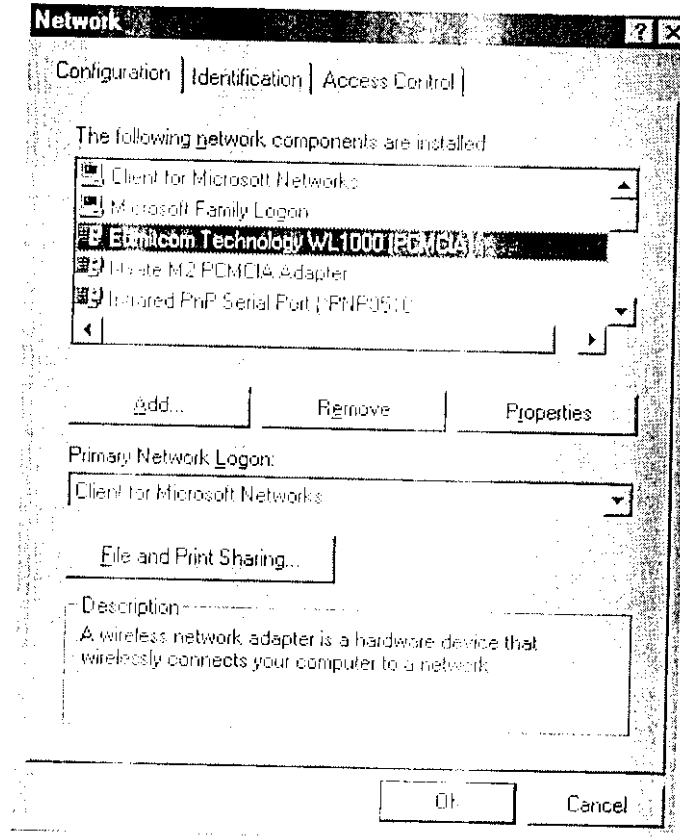 Network
Configuration Identification Access Control
The following network components are installed
Client for Microsoft Networks
Microsoft Family Logon
Technology WL1000 (PCMCIA)
M2 PCMCIA Adapter
Infrared PnP Serial Port
Add... Remove Properties
Primary Network Logon:
Client for Microsoft Networks
File and Print Sharing...
Description
A wireless network adapter is a hardware device that
wirelessly connects your computer to a network
OK Cancel